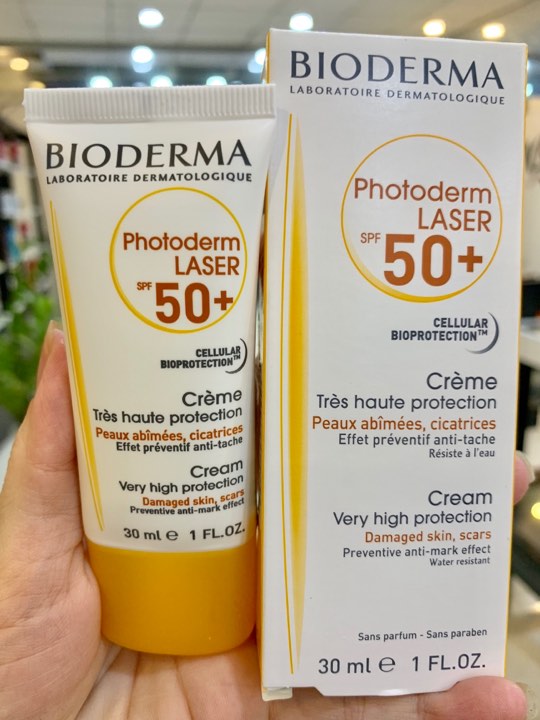 BIODERMA
LABORATOIRE DERMATOLOGIQUE
Photoderm
LASER
SPF 50+
CELLULAR
BIOPROTECTION™
Crème
Très haute protection
Peaux abîmées, cicatrices
Effet préventif anti-tache
Cream
Very high protection
Damaged skin, scars
Preventive anti-mark effect
30 ml e 1 FL.OZ.
BIODERMA
LABORATOIRE DERMATOLOGIQUE
Photoderm
LASER
SPF 50+
CELLULAR
BIOPROTECTION™
Crème
Très haute protection
Peaux abîmées, cicatrices
Effet préventif anti-tache
Résiste à l'eau
Cream
Very high protection
Damaged skin, scars
Preventive anti-mark effect
Water resistant
Sans parfum - Sans paraben
30 ml e 1 FL.OZ.